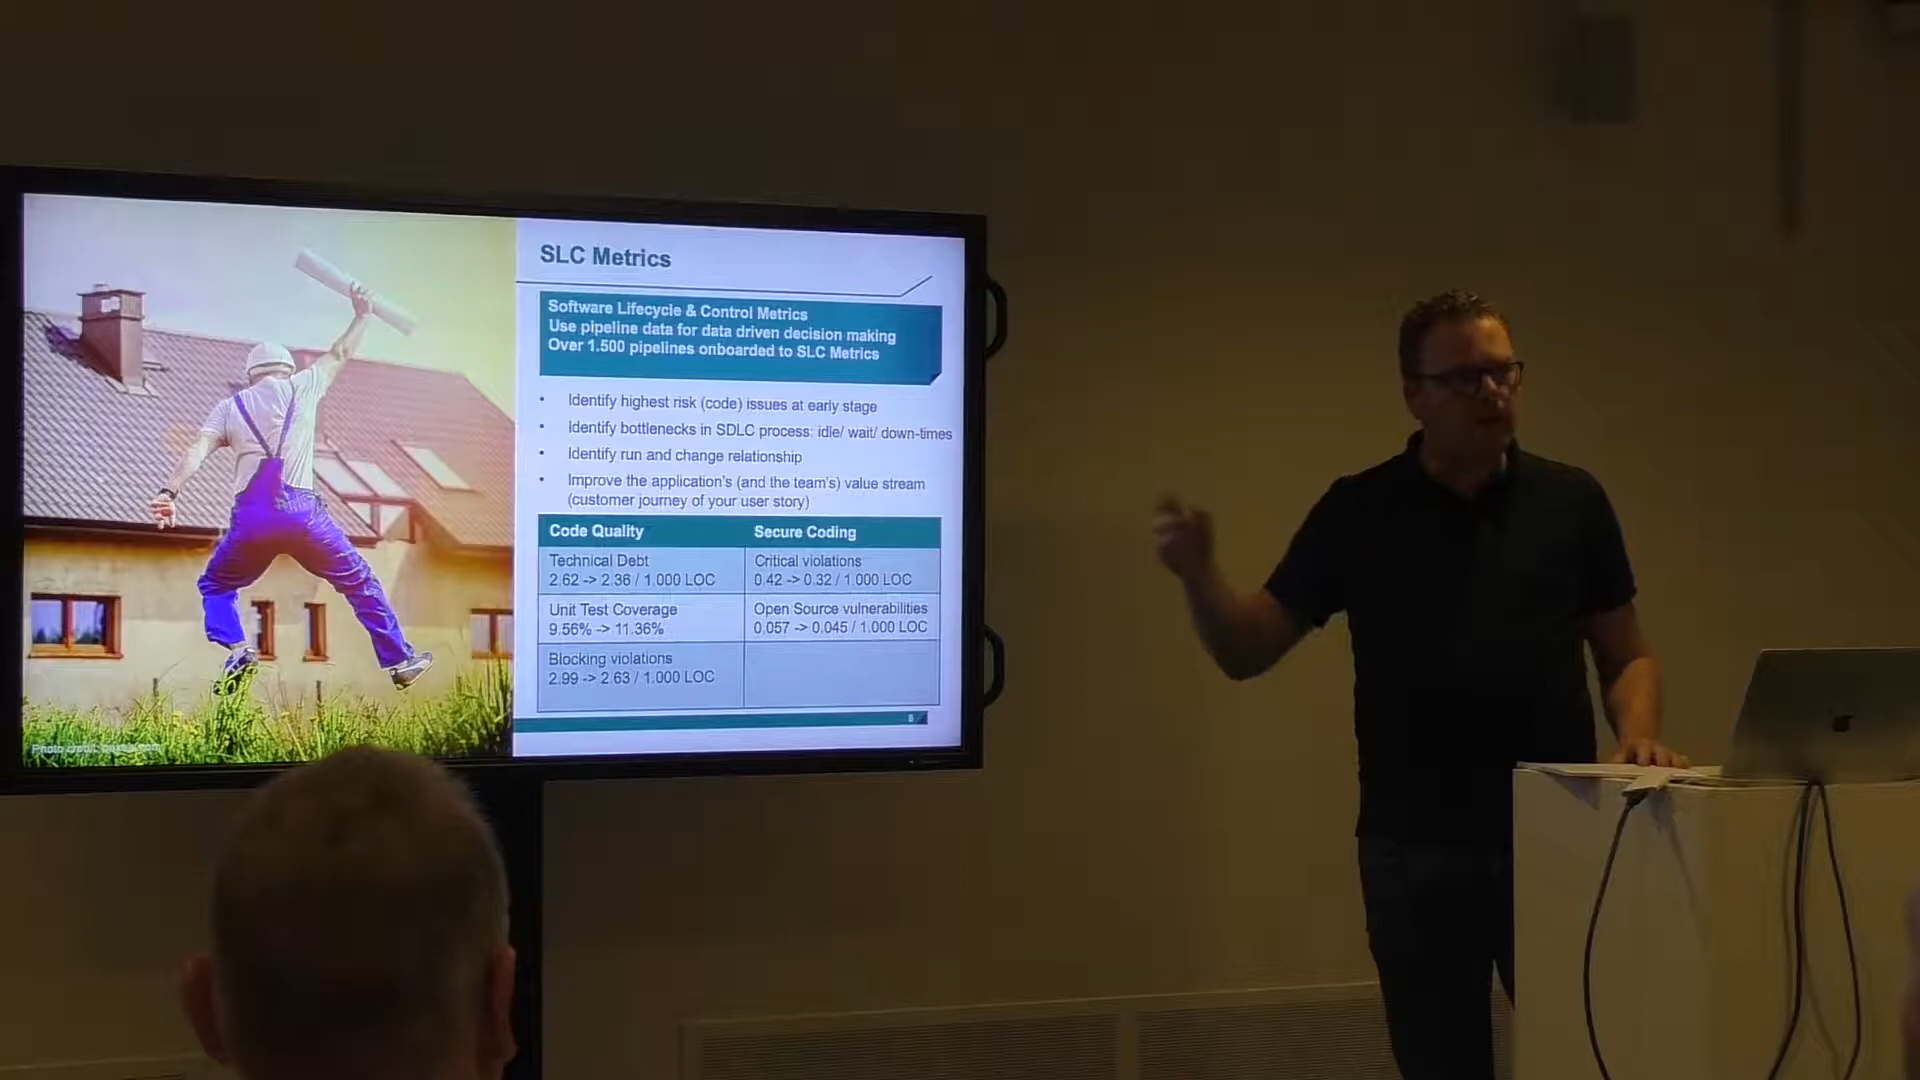 SLC Metrics
Software Lifecycle & Control Metrics
Use pipeline data for data driven decision making
Over 1.500 pipelines onboarded to SLC Metrics
• Identify highest risk (code) issues at early stage
• Identify bottlenecks in SDLC process: idle/ wait/ down-times
• Identify run and change relationship
• Improve the application's (and the team's) value stream
(customer journey of your user story)
Code Quality Secure Coding
Technical Debt Critical violations
2.62 -> 2.36 / 1.000 LOC 0.42 -> 0.32 / 1.000 LOC
Unit Test Coverage Open Source vulnerabilities
9.56% -> 11.36% 0.057 -> 0.045 / 1.000 LOC
Blocking violations
2.99 -> 2.63 / 1.000 LOC
Photo credit: